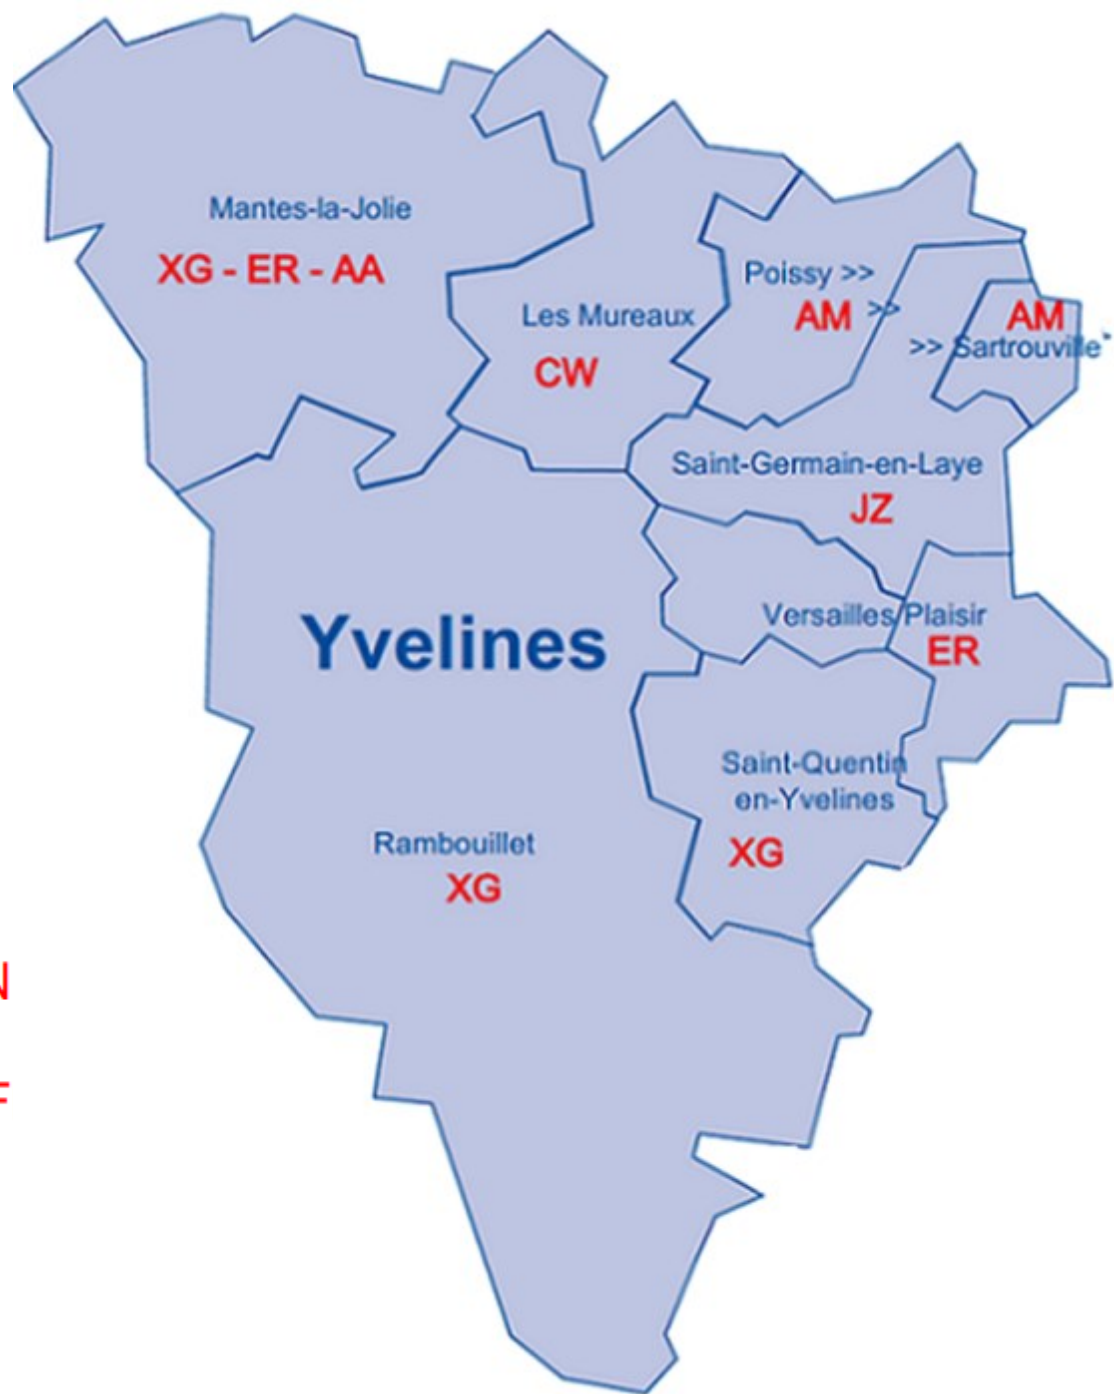 Mantes-la-Jolie
XG - ER - AA
Les Mureaux
CW
Poissy >>
AM >>
AM
>> Sartrouville
Saint-Germain-en-Laye
JZ
Versailles/Plaisir
ER
Yvelines
Saint-Quentin
en-Yvelines
XG
Rambouillet
XG
N